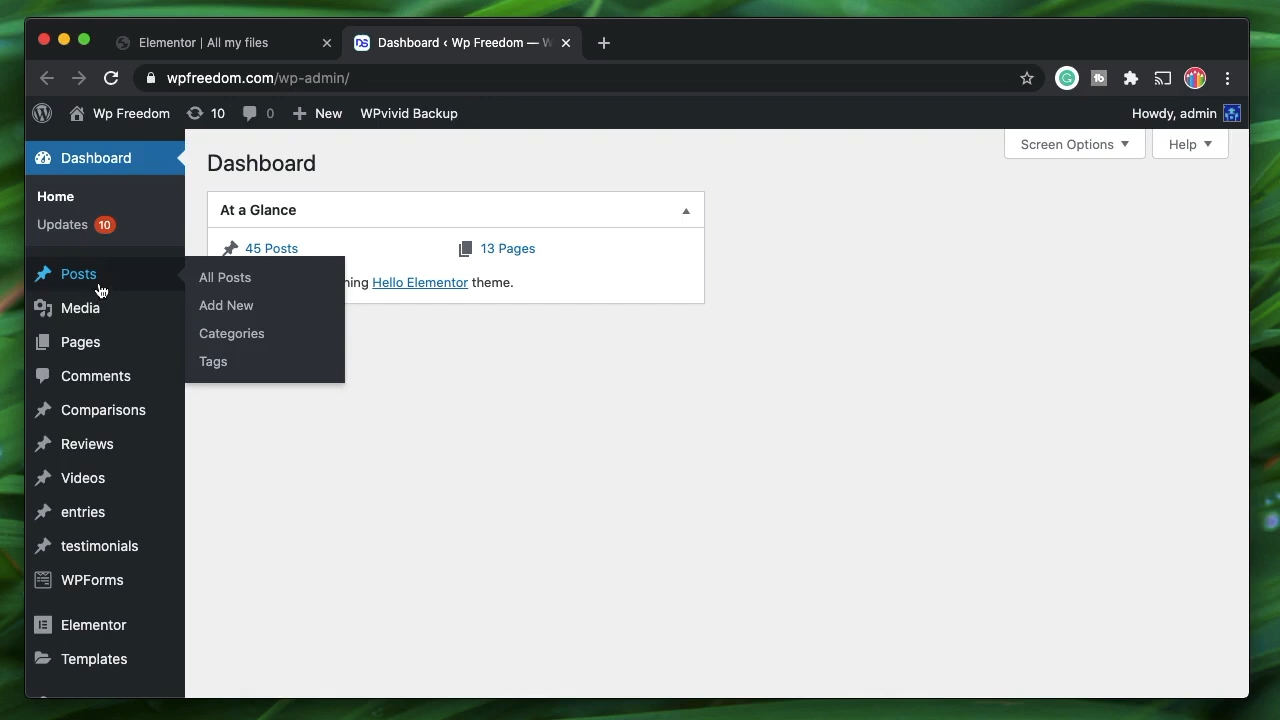 Elementor | All my files
Dashboard ‹ Wp Freedom — W
wpfreedom.com/wp-admin/
Wp Freedom 10 0 New WPvivid Backup Howdy, admin
Screen Options Help
Dashboard
Home
Updates 10
Posts
Media
Pages
Comments
Comparisons
Reviews
Videos
entries
testimonials
WPForms
Elementor
Templates
All Posts
Add New
Categories
Tags
Dashboard
At a Glance
45 Posts 13 Pages
Hello Elementor theme.